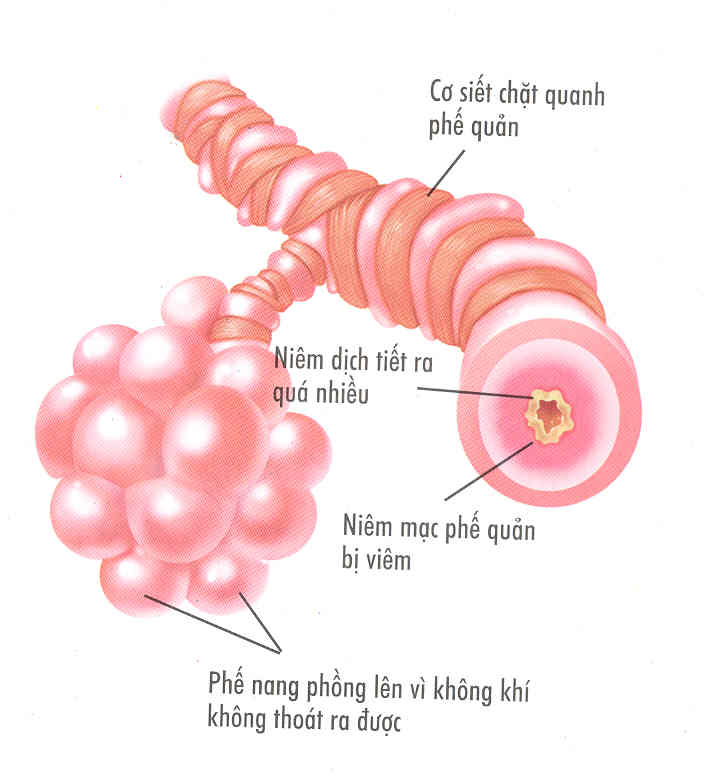 Cơ siết chặt quanh
phế quản
Niêm dịch tiết ra
quá nhiều
Niêm mạc phế quản
bị viêm
Phế nang phồng lên vì không khí
không thoát ra được